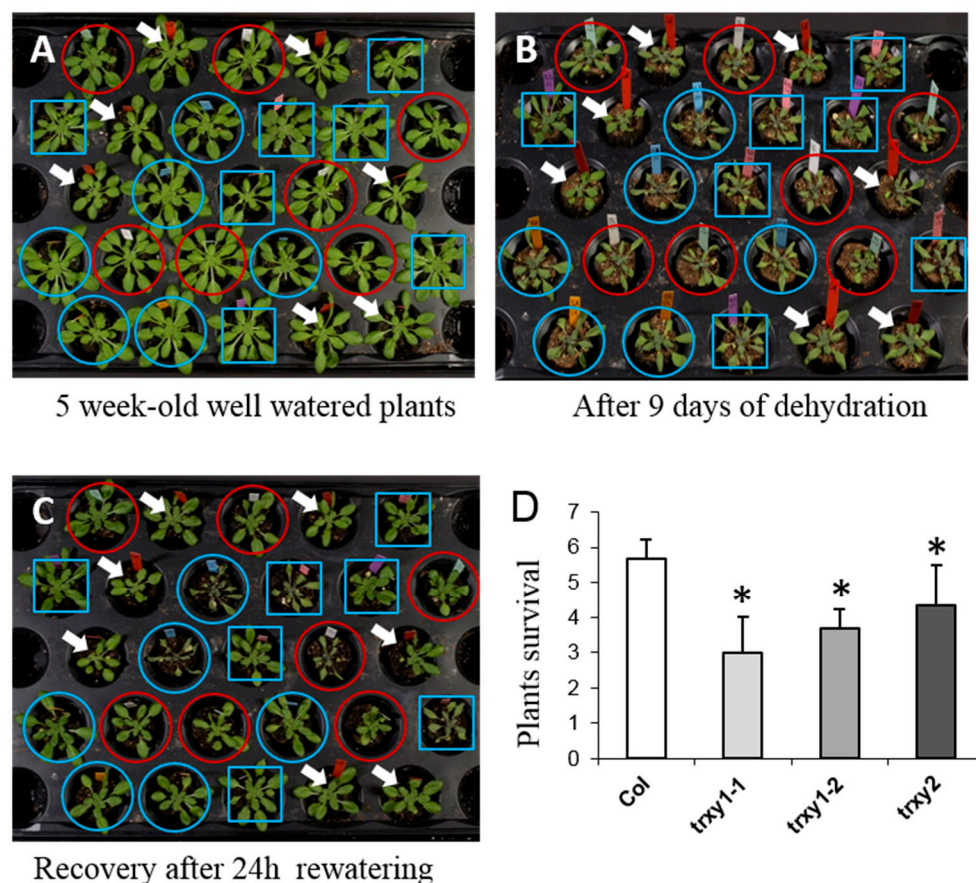 A
B
5 week-old well watered plants
After 9 days of dehydration
C
D
7
6
5
4
3
2
1
0
Plants survival
*
*
*
Col
trxy1-1
trxy1-2
trxy2
Recovery after 24h rewatering